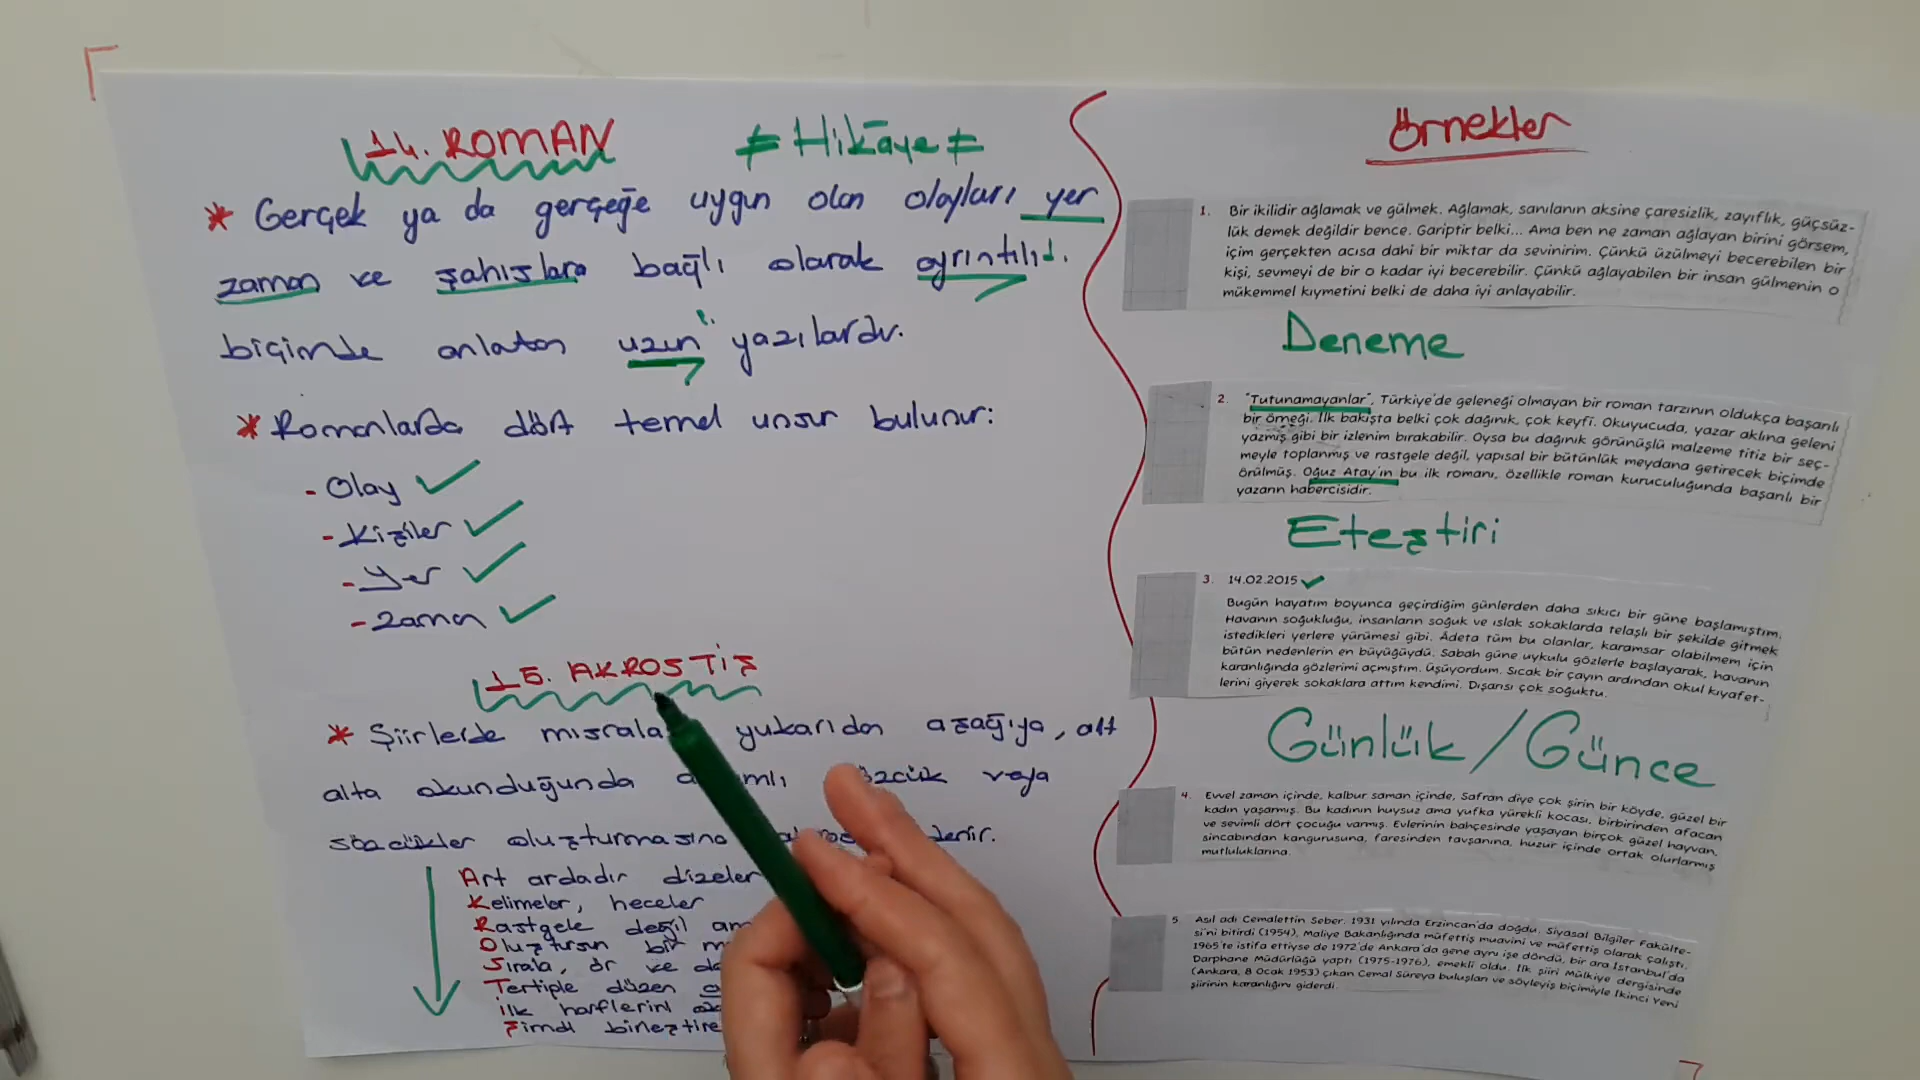 14. ROMAN
≠ Hikāye ≠
* Gerçek ya da gerçeğe uygun olan olayları yer
zaman ve şahıslara bağlı olarak ayrıntılı
biçimde anlatan uzun yazılardır.
* Romanlarda dört temel unsur bulunur:
- Olay ✓
- Kişiler ✓
- Yer ✓
- Zaman ✓
15. AKROSTİŞ
* Şiirlerde mısrala yukarıdan aşağıya, alt
alta okunduğunda mlı özcük veya
sözcükler oluşturmasına denir.
Art ardadır dizeler
Kelimeler, heceler
Rastgele değil am
Oluştursun bir m
Sırala, ör ve de
Tertiple düzen
İlk harflerini
Şimdi birleştire
Örnekler
1. Bir ikilidir ağlamak ve gülmek. Ağlamak, sanılanın aksine çaresizlik, zayıflık, güçsüz-
lük demek değildir bence. Gariptir belki... Ama ben ne zaman ağlayan birini görsem,
içim gerçekten acısa dahi bir miktar da sevinirim. Çünkü üzülmeyi becerebilen bir
kişi, sevmeyi de bir o kadar iyi becerebilir. Çünkü ağlayabilen bir insan gülmenin o
mükemmel kıymetini belki de daha iyi anlayabilir.
Deneme
2. "Tutunamayanlar", Türkiye'de geleneği olmayan bir roman tarzının oldukça başarılı
bir örneği. İlk bakışta belki çok dağınık, çok keyfi. Okuyucuda, yazar aklına geleni
yazmış gibi bir izlenim bırakabilir. Oysa bu dağınık görünüşlü malzeme titiz bir seç-
meyle toplanmış ve rastgele değil, yapısal bir bütünlük meydana getirecek biçimde
örülmüş. Oğuz Atay'ın bu ilk romanı, özellikle roman kuruculuğunda başarılı bir
yazarın habercisidir.
Eleştiri
3. 14.02.2015 ✓
Bugün hayatım boyunca geçirdiğim günlerden daha sıkıcı bir güne başlamıştım.
Havanın soğukluğu, insanların soğuk ve ıslak sokaklarda telaşlı bir şekilde gitmek
istedikleri yerlere yürümesi gibi. Âdeta tüm bu olanlar, karamsar olabilmem için
bütün nedenlerin en büyüğüydü. Sabah güne uykulu gözlerle başlayarak, havanın
karanlığında gözlerimi açmıştım. Üşüyordum. Sıcak bir çayın ardından okul kıyafet-
lerini giyerek sokaklara attım kendimi. Dışarısı çok soğuktu.
Günlük / Günce
4. Evvel zaman içinde, kalbur saman içinde, Safran diye çok şirin bir köyde, güzel bir
kadın yaşarmış. Bu kadının huysuz ama yufka yürekli kocası, birbirinden afacan
ve sevimli dört çocuğu varmış. Evlerinin bahçesinde yaşayan birçok güzel hayvan,
sincabından kangurusuna, faresinden tavşanına, huzur içinde ortak olurlarmış
mutluluklarına.
5. Asıl adı Cemalettin Seber. 1931 yılında Erzincan'da doğdu. Siyasal Bilgiler Fakülte-
si'ni bitirdi (1954), Maliye Bakanlığında müfettiş muavini ve müfettiş olarak çalıştı.
1965'te istifa ettiyse de 1972'de Ankara'da gene aynı işe döndü, bir ara İstanbul'da
Darphane Müdürlüğü yaptı (1975-1976), emekli oldu. İlk şiiri Mülkiye dergisinde
(Ankara, 8 Ocak 1953) çıkan Cemal Süreya buluşları ve söyleyiş biçimiyle İkinci Yeni
şiirinin karanlığını giderdi.